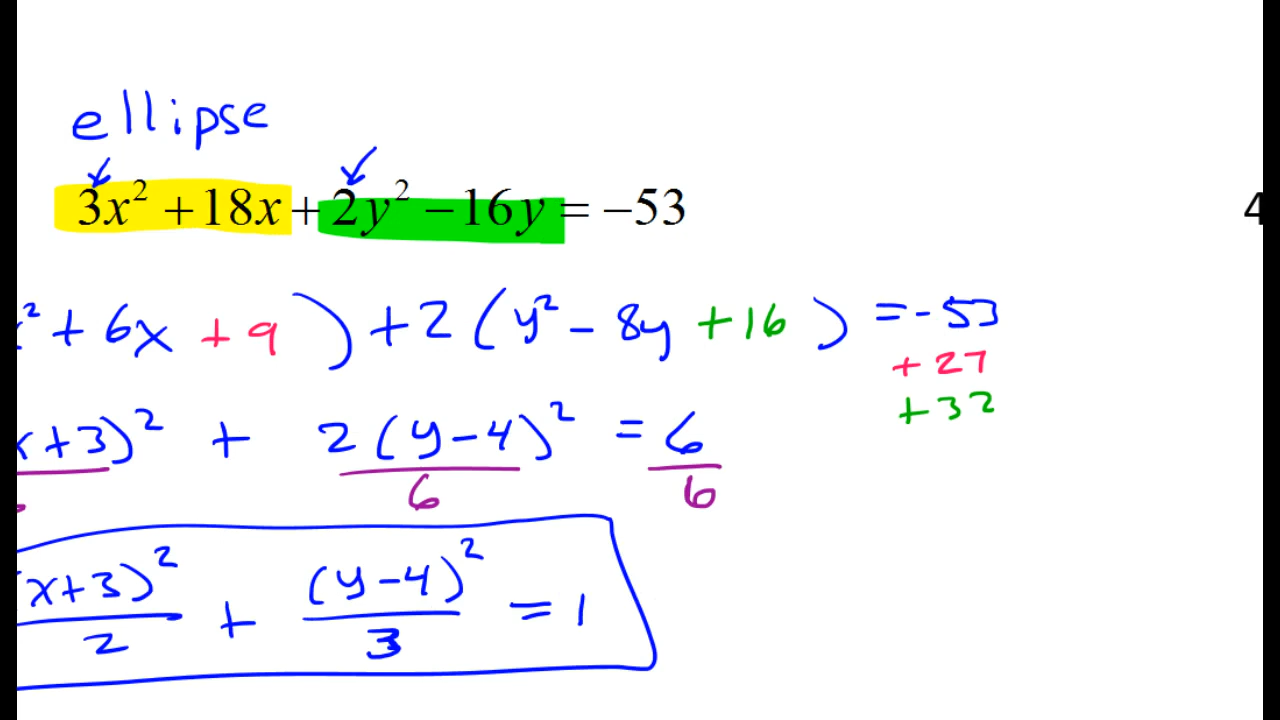 ellipse
3x² + 18x + 2y² − 16y = −53
4
² + 6x + 9 ) + 2 ( y² − 8y + 16 ) = −53
+ 27
+ 32
x+3)² + 2(y−4)² = 6
6 6
x+3)² + (y−4)² = 1
2 3